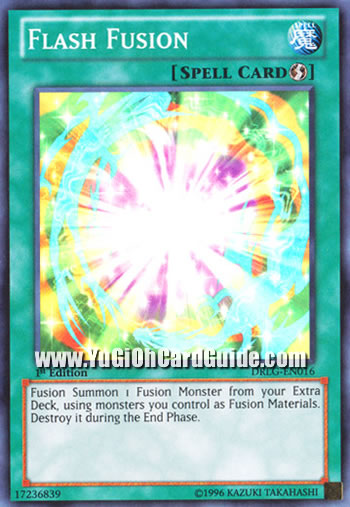 FLASH FUSION
魔
[SPELL CARD]
www.YuGiOhCardGuide.com
1st Edition
DRLG-EN016
Fusion Summon 1 Fusion Monster from your Extra
Deck, using monsters you control as Fusion Materials.
Destroy it during the End Phase.
17236839
©1996 KAZUKI TAKAHASHI